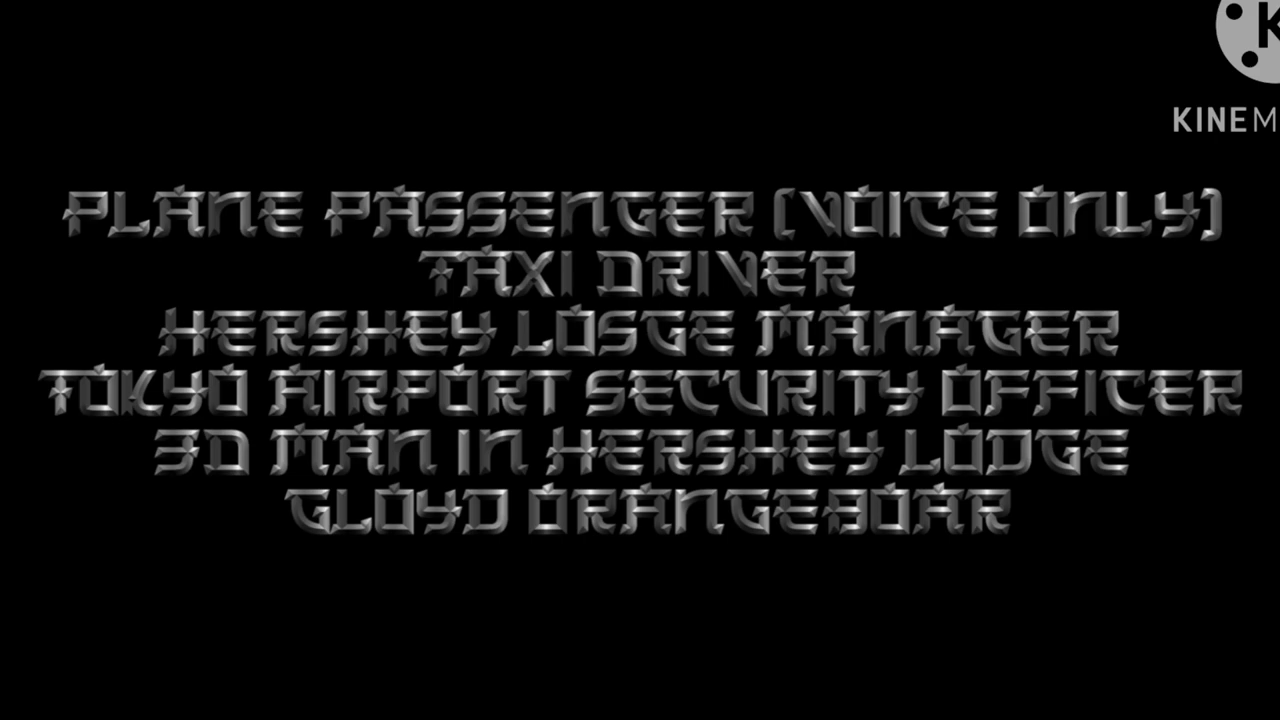 K
KINEM
PLANE PASSENGER (VOICE ONLY)
TAXI DRIVER
HERSHEY LOSGE MANAGER
TOKYO AIRPORT SECURITY OFFICER
3D MAN IN HERSHEY LODGE
GLOYD ORANGEBOAR